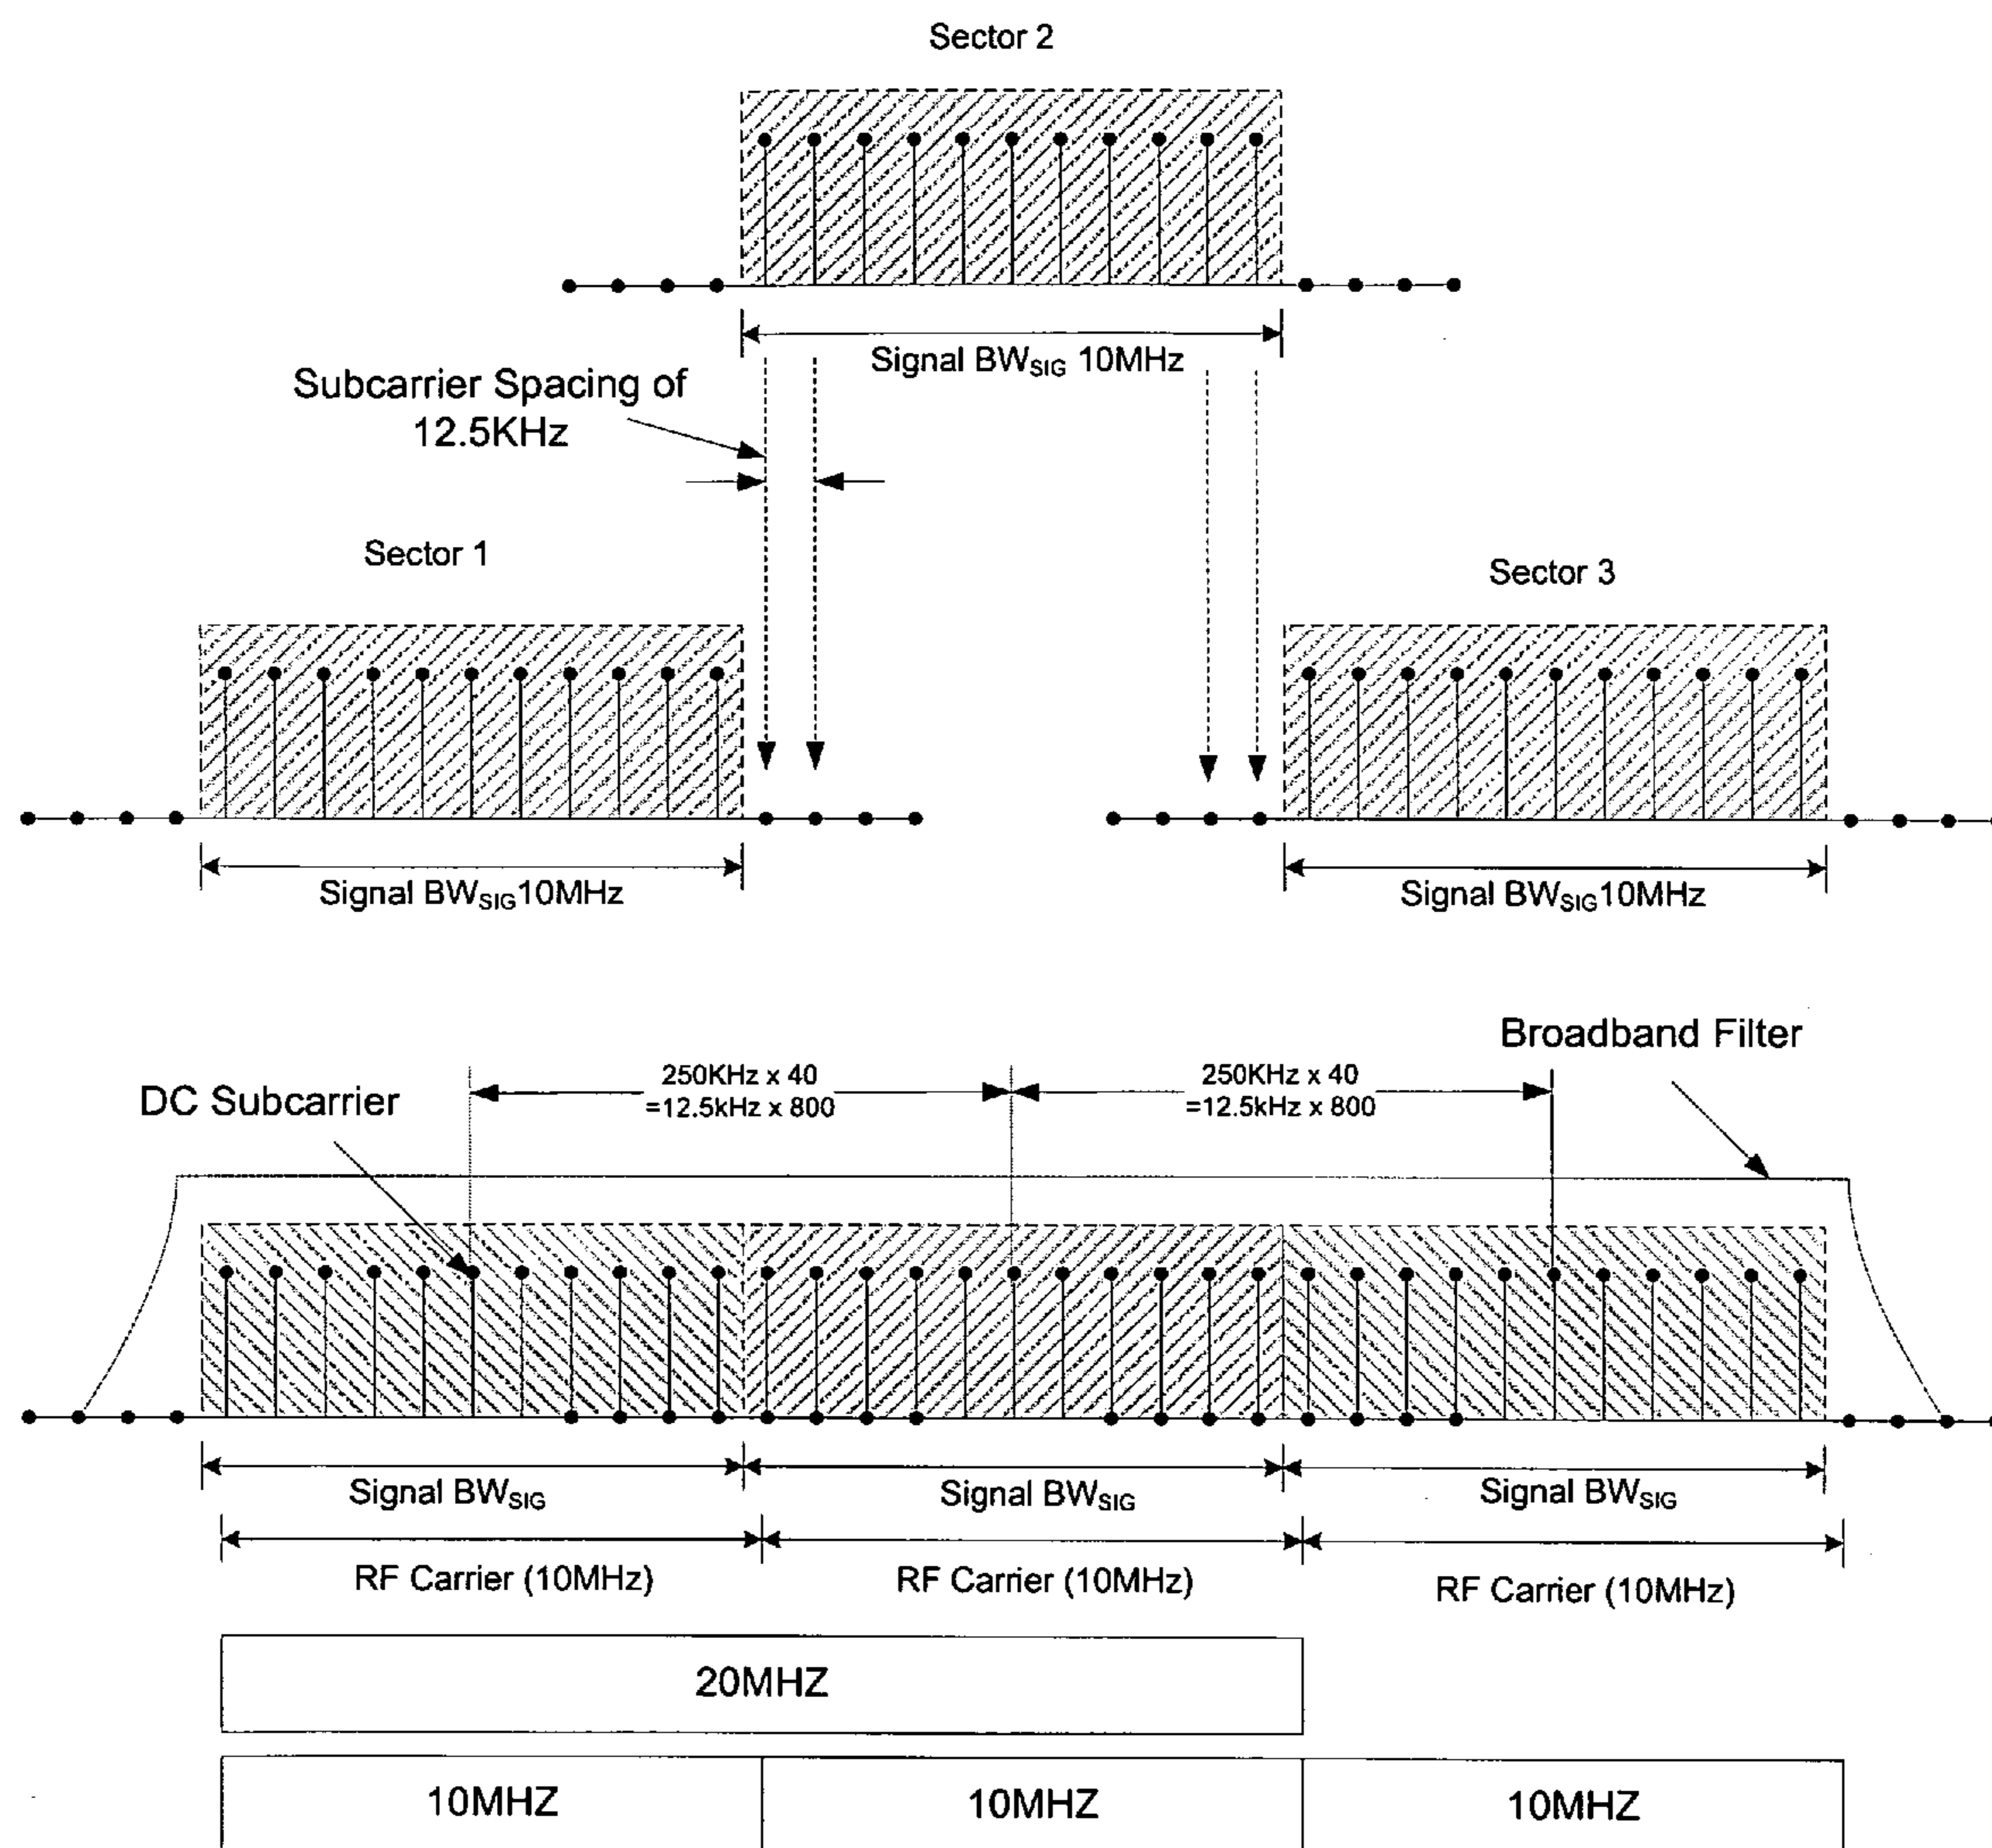 Sector 2
Signal BWSIG 10MHz
Subcarrier Spacing of
12.5KHz
Sector 1
Sector 3
Signal BWSIG10MHz
Signal BWSIG10MHz
Broadband Filter
DC Subcarrier
250KHz x 40
=12.5kHz x 800
250KHz x 40
=12.5kHz x 800
Signal BWSIG
Signal BWSIG
Signal BWSIG
RF Carrier (10MHz)
RF Carrier (10MHz)
RF Carrier (10MHz)
20MHZ
10MHZ
10MHZ
10MHZ